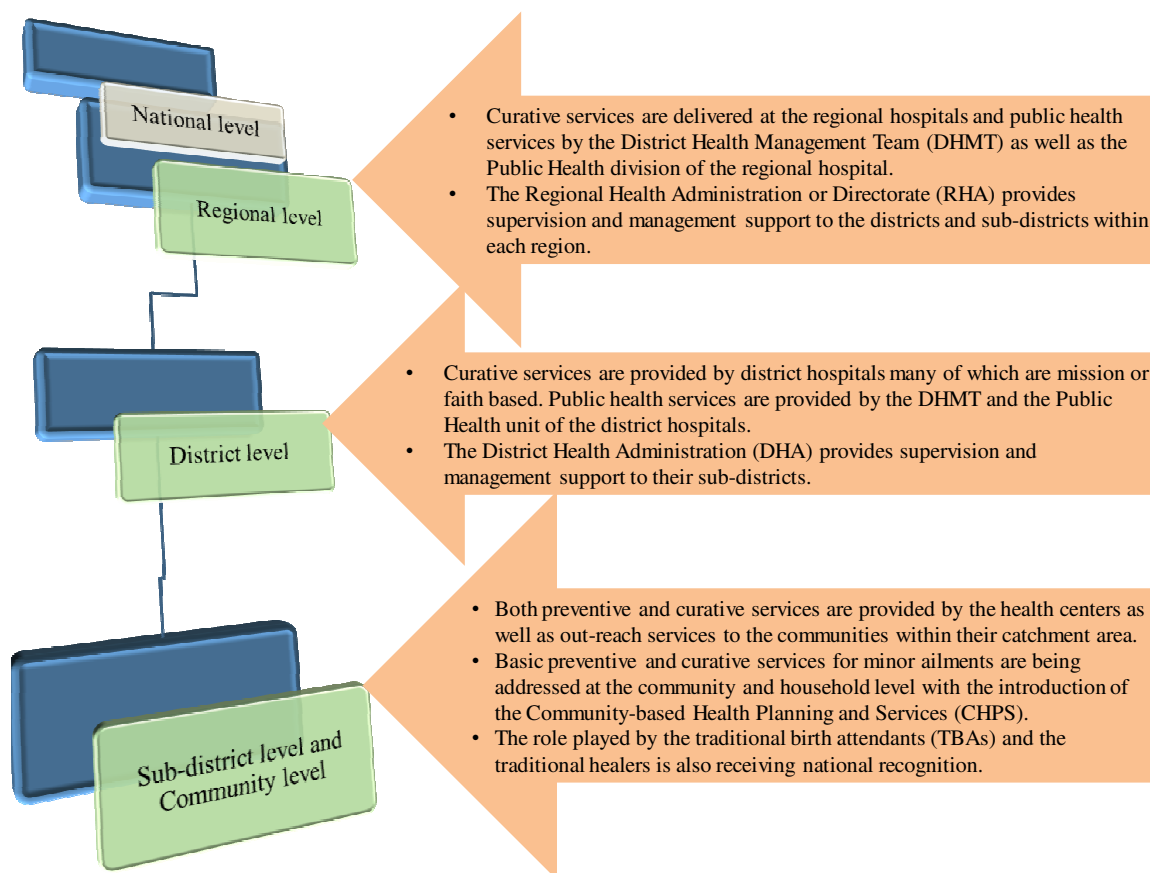 National level
Regional level
• Curative services are delivered at the regional hospitals and public health
services by the District Health Management Team (DHMT) as well as the
Public Health division of the regional hospital.
• The Regional Health Administration or Directorate (RHA) provides
supervision and management support to the districts and sub-districts within
each region.
District level
• Curative services are provided by district hospitals many of which are mission or
faith based. Public health services are provided by the DHMT and the Public
Health unit of the district hospitals.
• The District Health Administration (DHA) provides supervision and
management support to their sub-districts.
Sub-district level and
Community level
• Both preventive and curative services are provided by the health centers as
well as out-reach services to the communities within their catchment area.
• Basic preventive and curative services for minor ailments are being
addressed at the community and household level with the introduction of
the Community-based Health Planning and Services (CHPS).
• The role played by the traditional birth attendants (TBAs) and the
traditional healers is also receiving national recognition.